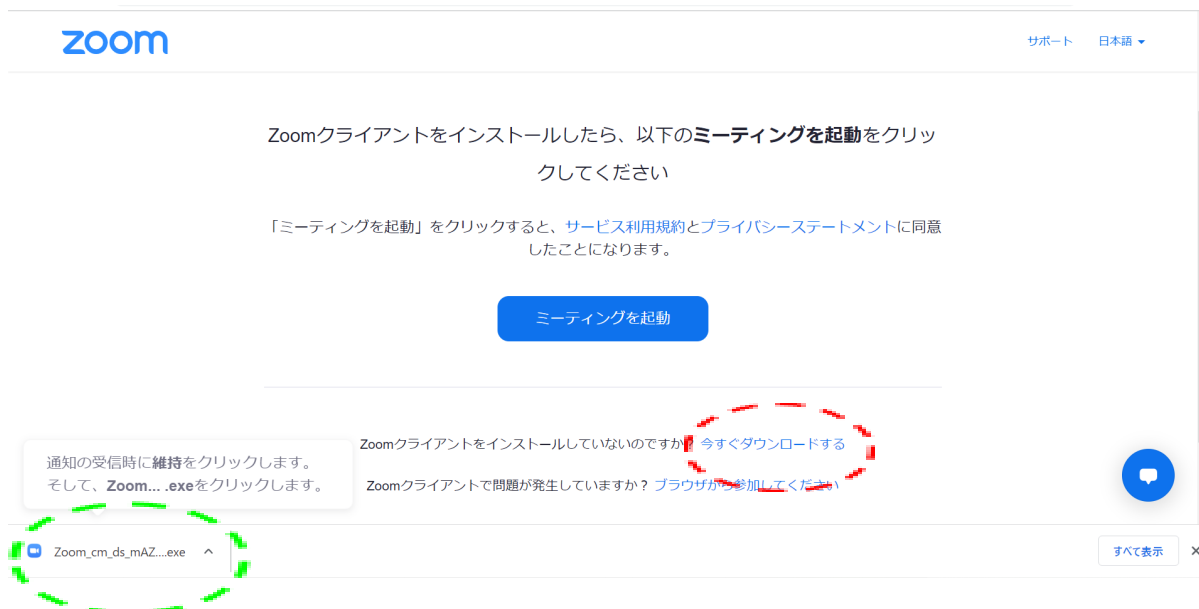 zoom
サポート 日本語
Zoomクライアントをインストールしたら、以下のミーティングを起動をクリッ
クしてください
「ミーティングを起動」をクリックすると、サービス利用規約とプライバシーステートメントに同意
したことになります。
ミーティングを起動
Zoomクライアントをインストールしていないのですか? 今すぐダウンロードする
Zoomクライアントで問題が発生していますか? ブラウザから参加してください
通知の受信時に維持をクリックします。
そして、Zoom... .exeをクリックします。
Zoom_cm_ds_mAZ....exe
すべて表示